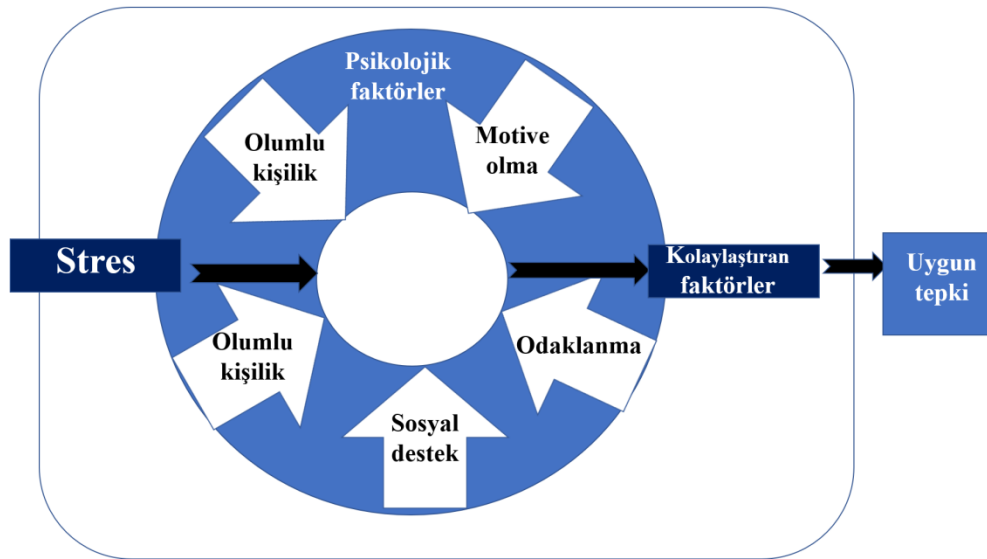 Psikolojik
faktörler
Olumlu
kişilik
Motive
olma
Stres
Kolaylaştıran
faktörler
Uygun
tepki
Olumlu
kişilik
Odaklanma
Sosyal
destek